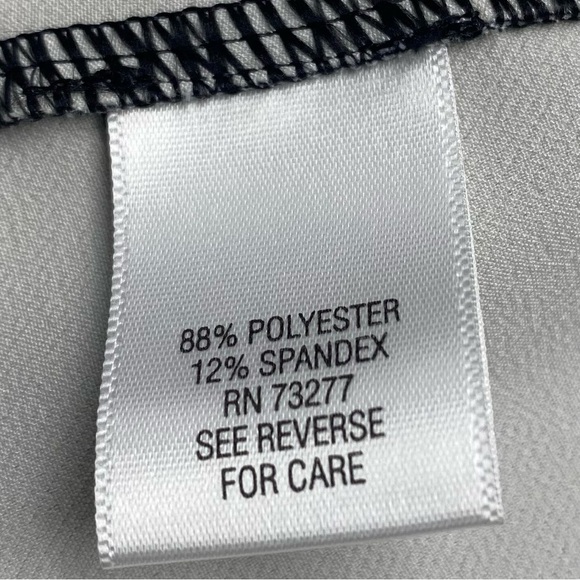 88% POLYESTER
12% SPANDEX
RN 73277
SEE REVERSE
FOR CARE